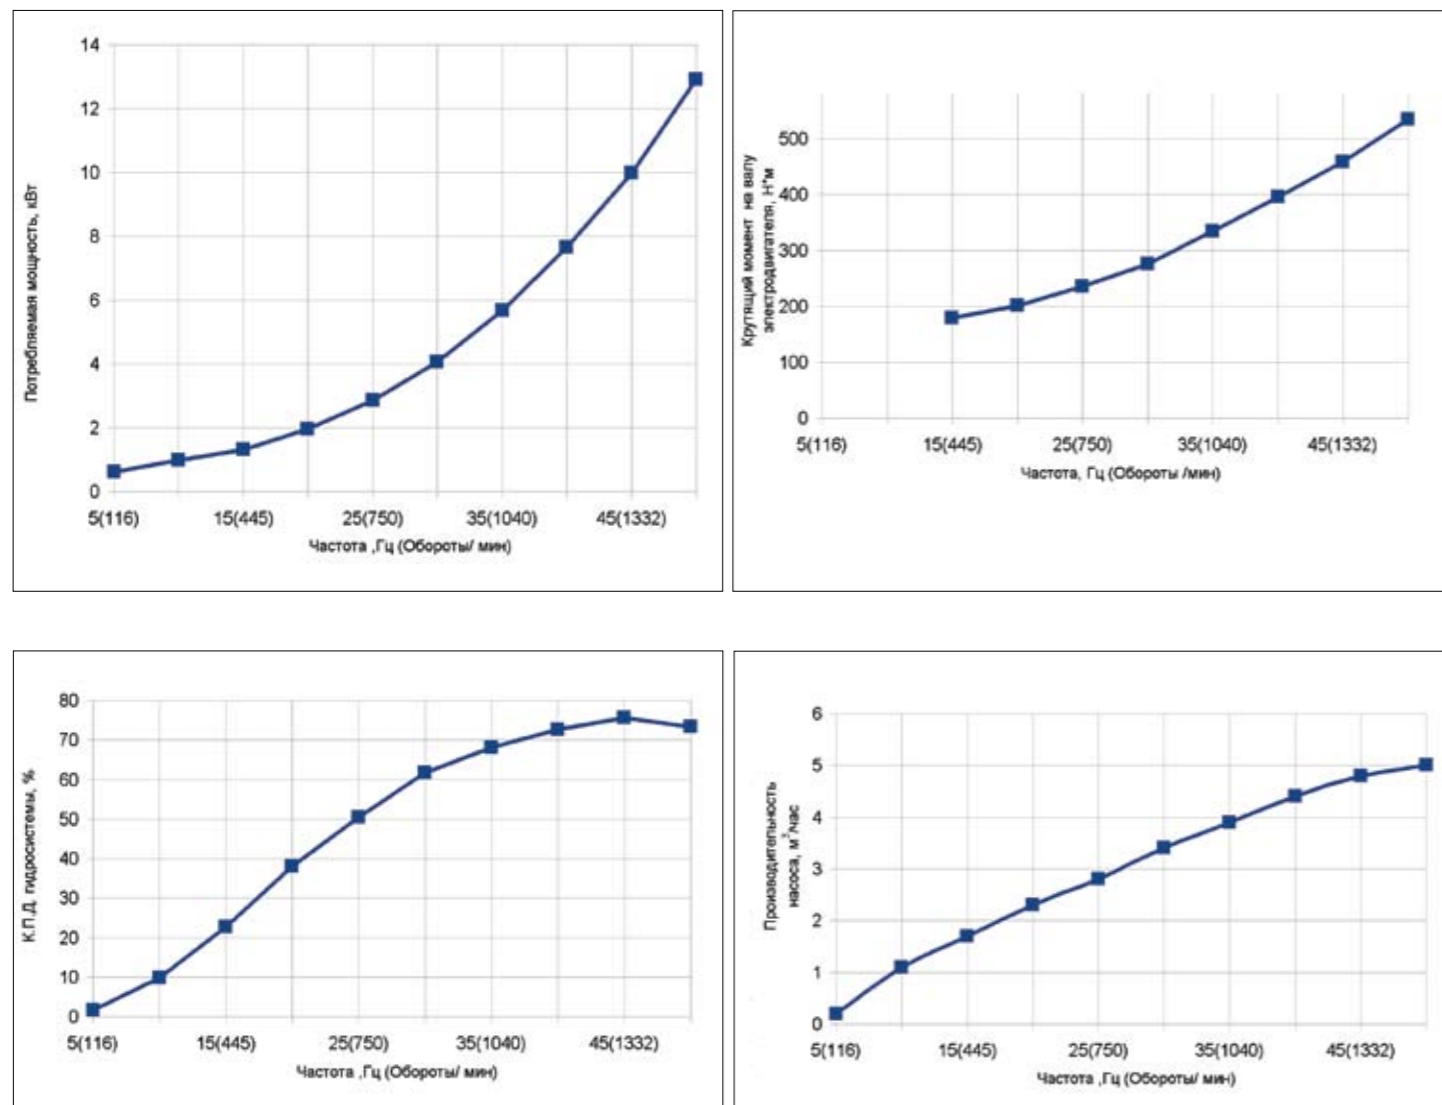 14
12
10
8
6
4
2
0
Потребляемая мощность, кВт
5(116) 15(445) 25(750) 35(1040) 45(1332)
Частота ,Гц (Обороты/ мин)
500
400
300
200
100
0
Крутящий момент на валу
электродвигателя, Н*м
5(116) 15(445) 25(750) 35(1040) 45(1332)
Частота, Гц (Обороты /мин)
80
70
60
50
40
30
20
10
0
К.П.Д. гидросистемы, %
5(116) 15(445) 25(750) 35(1040) 45(1332)
Частота ,Гц (Обороты/ мин)
6
5
4
3
2
1
0
Производительность
насоса, м³/час
5(116) 15(445) 25(750) 35(1040) 45(1332)
Частота ,Гц (Обороты/ мин)